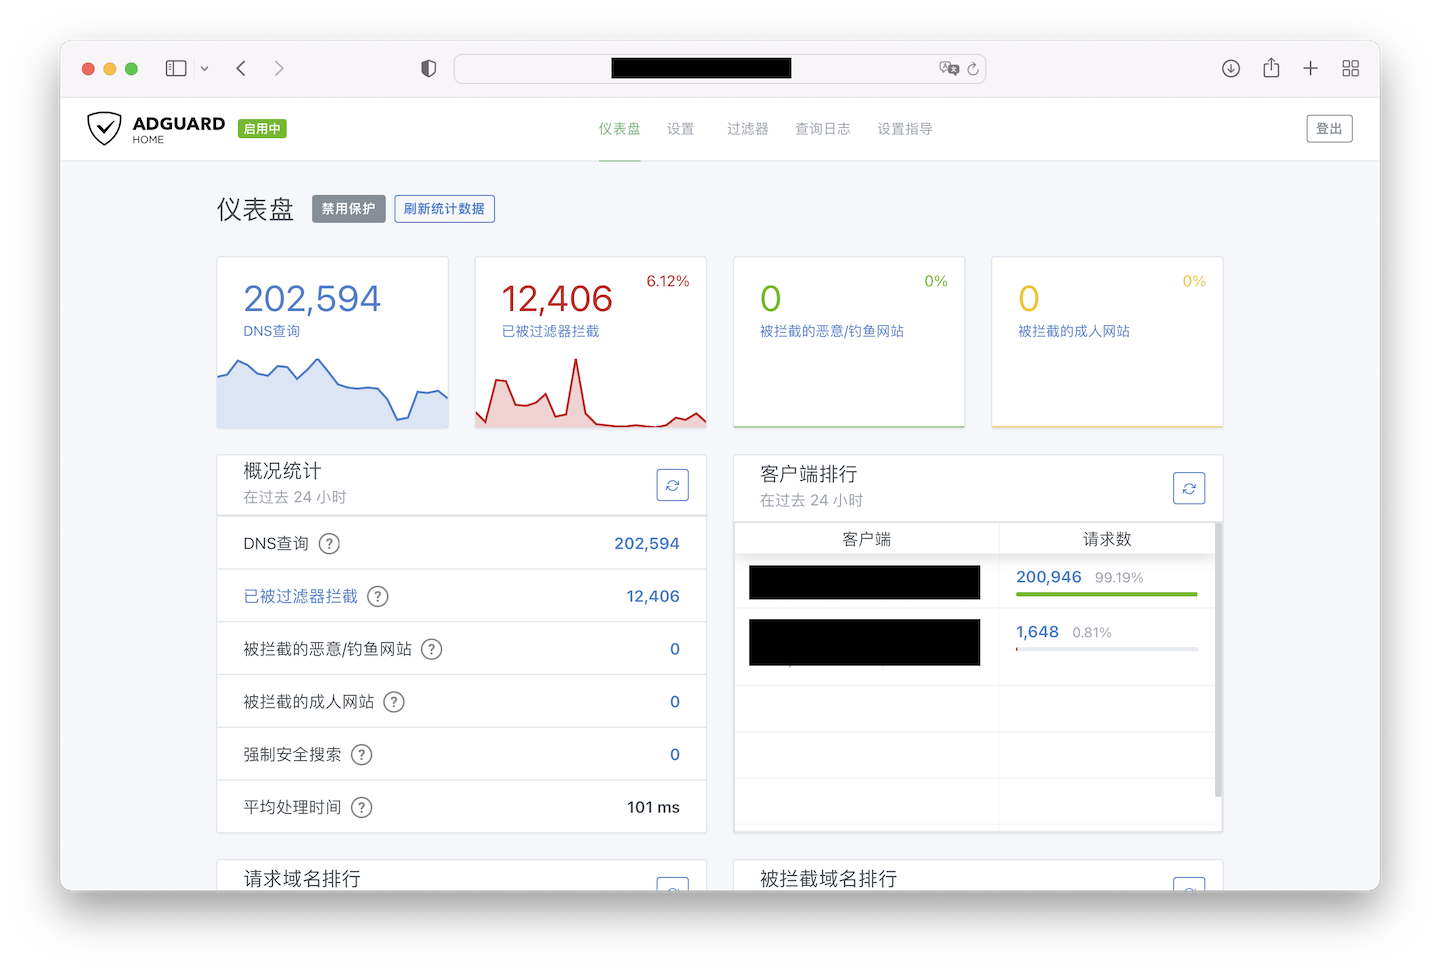 ADGUARD
HOME
启用中
仪表盘
设置
过滤器
查询日志
设置指导
登出
仪表盘
禁用保护
刷新统计数据
202,594
DNS查询
12,406
6.12%
已被过滤器拦截
0
0%
被拦截的恶意/钓鱼网站
0
0%
被拦截的成人网站
概况统计
在过去 24 小时
DNS查询 ? 202,594
已被过滤器拦截 ? 12,406
被拦截的恶意/钓鱼网站 ? 0
被拦截的成人网站 ? 0
强制安全搜索 ? 0
平均处理时间 ? 101 ms
客户端排行
在过去 24 小时
客户端 请求数
200,946 99.19%
1,648 0.81%
请求域名排行
被拦截域名排行